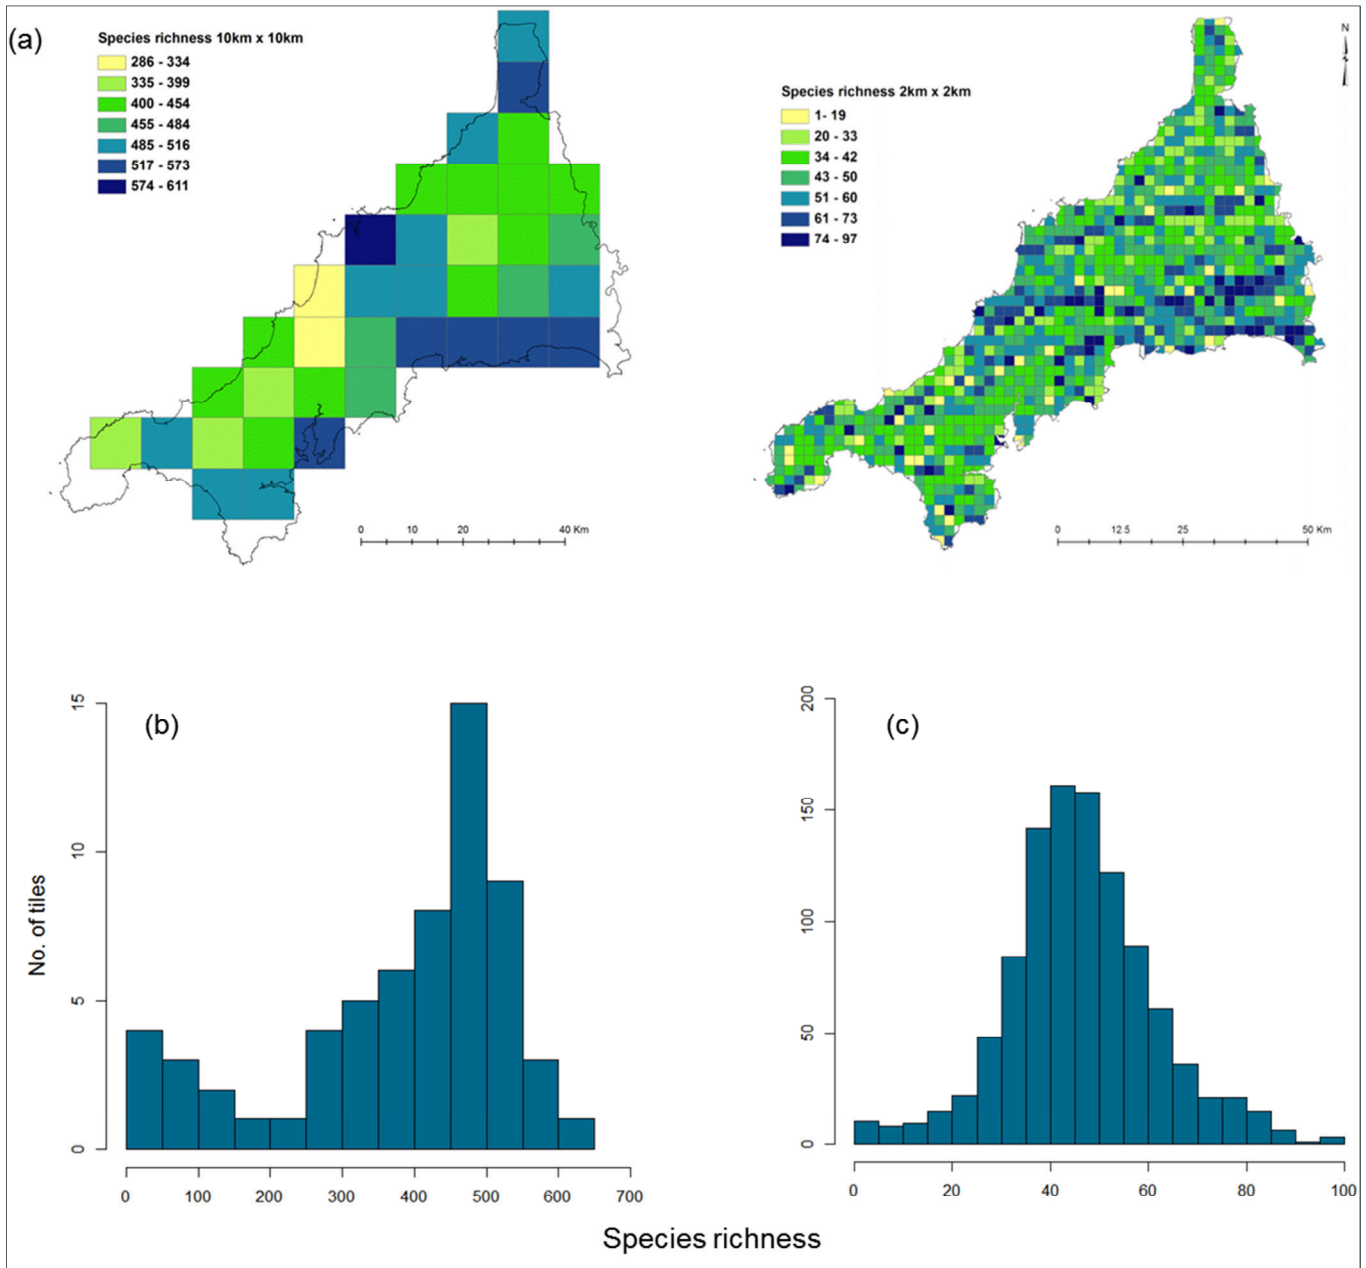 (a)
Species richness 10km x 10km
286 - 334
335 - 399
400 - 454
455 - 484
485 - 516
517 - 573
574 - 611
0 10 20 40 Km
N
Species richness 2km x 2km
1- 19
20 - 33
34 - 42
43 - 50
51 - 60
61 - 73
74 - 97
0 12.5 25 50 Km
(b)
No. of tiles
15
10
5
0
0 100 200 300 400 500 600 700
(c)
200
150
100
50
0
0 20 40 60 80 100
Species richness